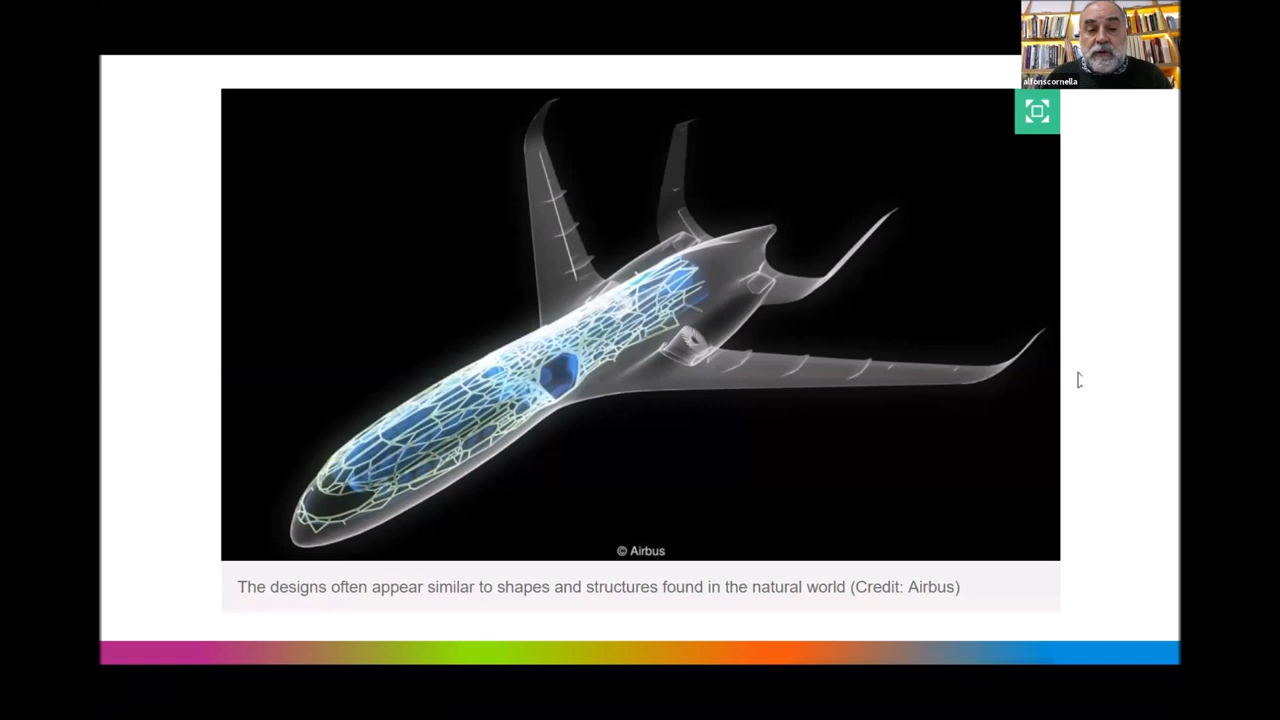 alfonscornella
© Airbus
The designs often appear similar to shapes and structures found in the natural world (Credit: Airbus)